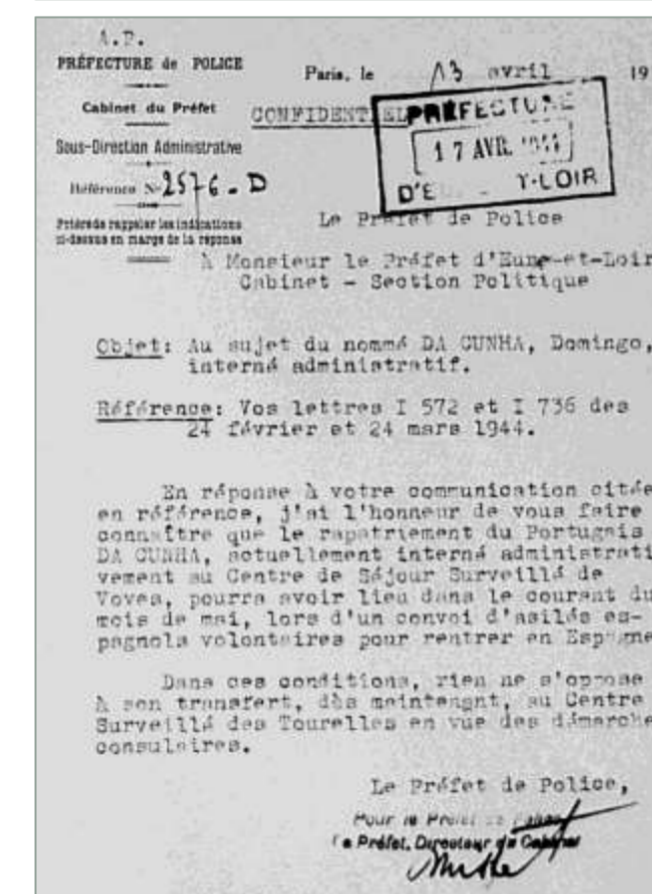 A.P.
PRÉFECTURE de POLICE
Paris, le 13 avril 19
Cabinet du Préfet
CONFIDENTIEL
PRÉFECTURE
17 AVR.
D'E T-LOIR
Sous-Direction Administrative
Référence No 2576 - D
Prière de rappeler les indications
ci-dessus en marge de la réponse
Le Préfet de Police
à Monsieur le Préfet d'Eure-et-Loir
Cabinet - Section Politique
Objet: Au sujet du nommé DA CUNHA, Domingo,
interné administratif.
Référence: Vos lettres I 572 et I 736 des
24 février et 24 mars 1944.
En réponse à votre communication citée
en référence, j'ai l'honneur de vous faire
connaître que le rapatriement du Portugais
DA CUNHA, actuellement interné administrati
vement au Centre de Séjour Surveillé de
Voves, pourra avoir lieu dans le courant du
mois de mai, lors d'un convoi d'asilés es-
pagnols volontaires pour rentrer en Espagne
Dans ces conditions, rien ne s'oppose
à son transfert, dès maintenant, au Centre
Surveillé des Tourelles en vue des démarche
consulaires.
Le Préfet de Police,
Pour le Préfet de Police
Le Préfet, Directeur du Cabinet